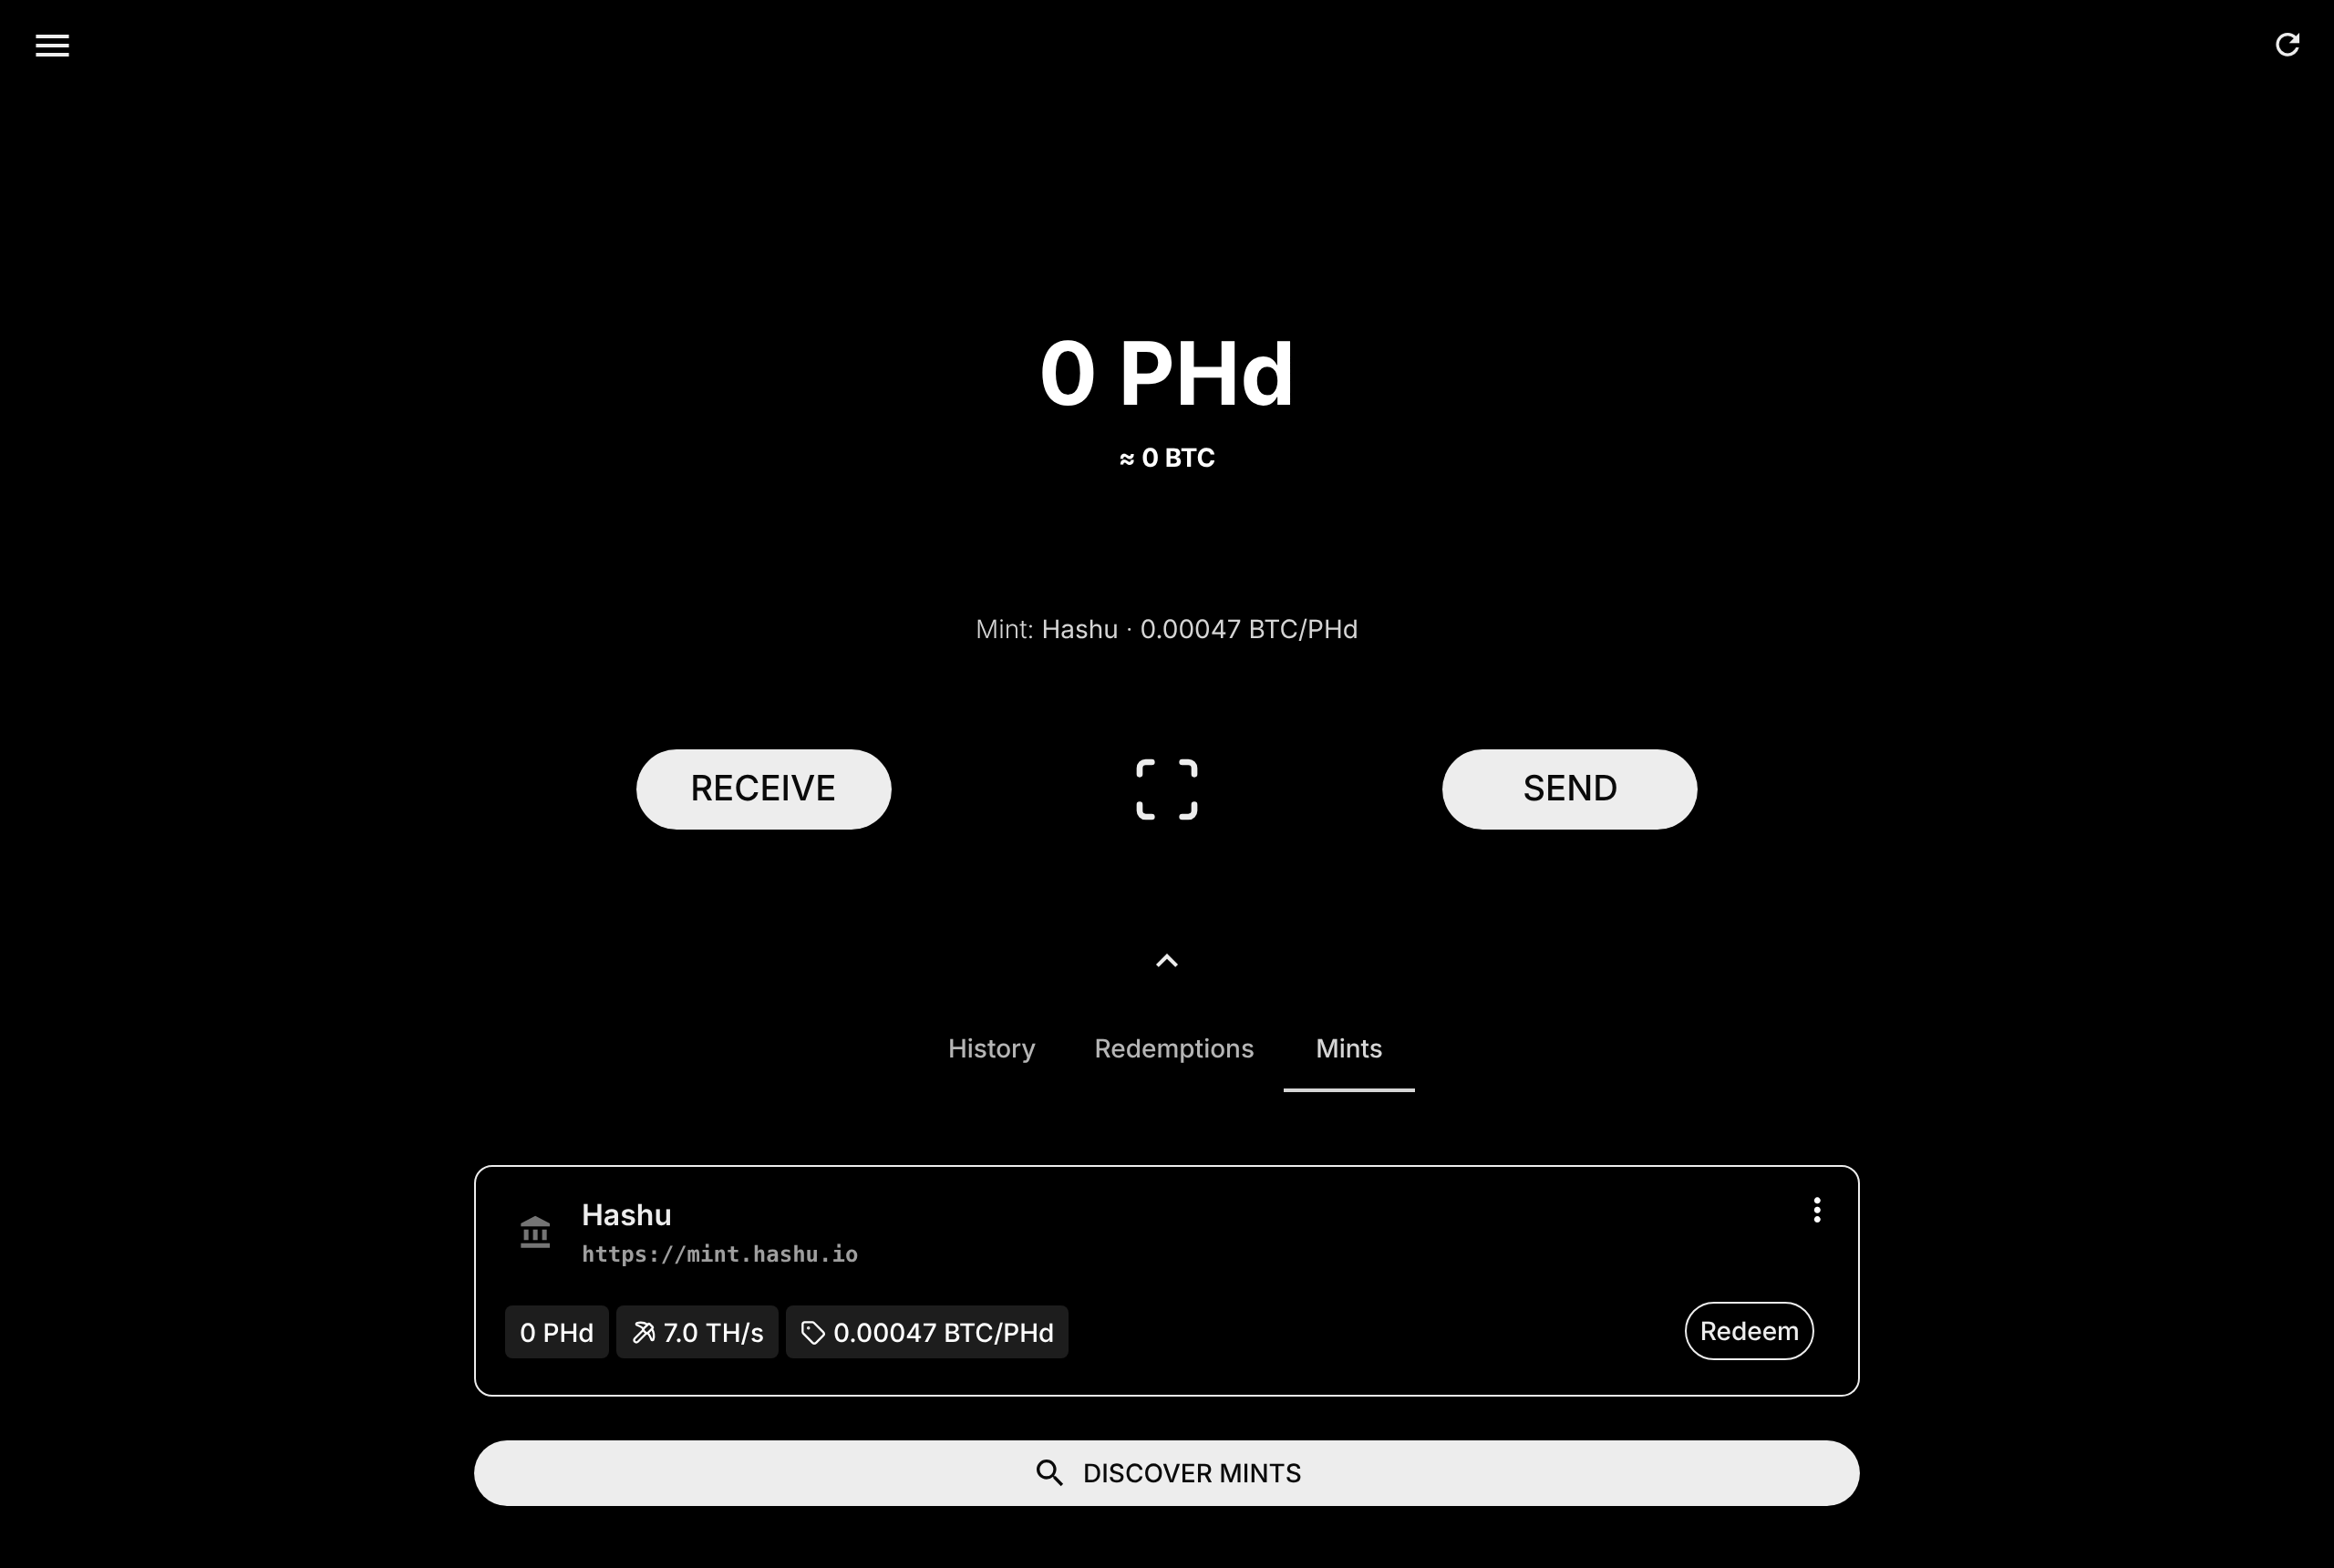 0 PHd
≈ 0 BTC
Mint: Hashu · 0.00047 BTC/PHd
RECEIVE
SEND
History
Redemptions
Mints
Hashu
https://mint.hashu.io
0 PHd
7.0 TH/s
0.00047 BTC/PHd
Redeem
DISCOVER MINTS